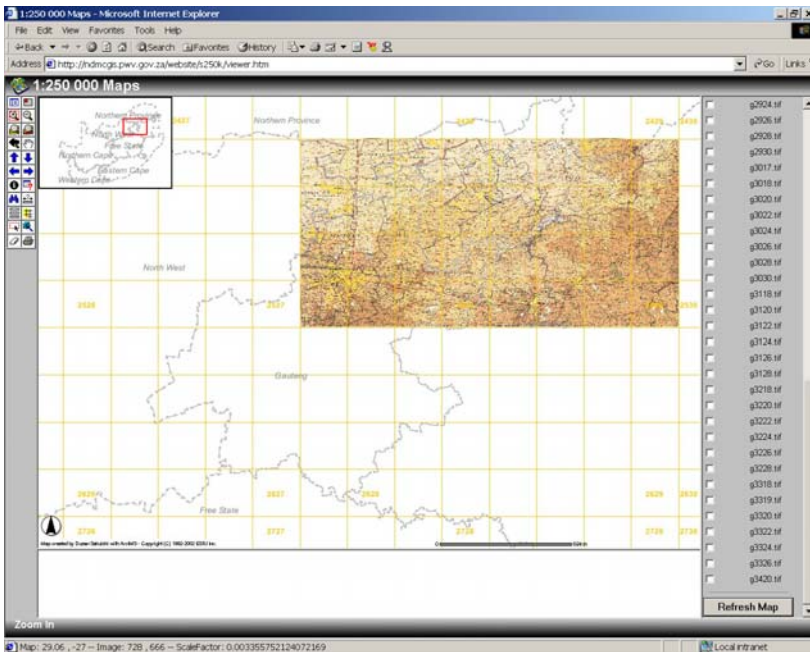 1:250 000 Maps - Microsoft Internet Explorer
File Edit View Favorites Tools Help
Back Search Favorites History
Address http://ndmcgis.pwv.gov.za/website/s250k/viewer.htm Go Links
1:250 000 Maps
Northern Province
North West
Free State
Northern Cape
Eastern Cape
Western Cape
2427 Northern Province 2428 2429 2430
North West
2526 2527 2530
Gauteng
2626 2627 2628 2629 2630
Free State
2726 2727 2728 2729 2730
g2924.tif
g2926.tif
g2928.tif
g2930.tif
g3017.tif
g3018.tif
g3020.tif
g3022.tif
g3024.tif
g3026.tif
g3028.tif
g3030.tif
g3118.tif
g3120.tif
g3122.tif
g3124.tif
g3126.tif
g3128.tif
g3218.tif
g3220.tif
g3222.tif
g3224.tif
g3226.tif
g3228.tif
g3318.tif
g3319.tif
g3320.tif
g3322.tif
g3324.tif
g3326.tif
g3420.tif
Refresh Map
Zoom In
Map: 29.06 , -27 -- Image: 728 , 666 -- ScaleFactor: 0.003355752124072169
Local intranet